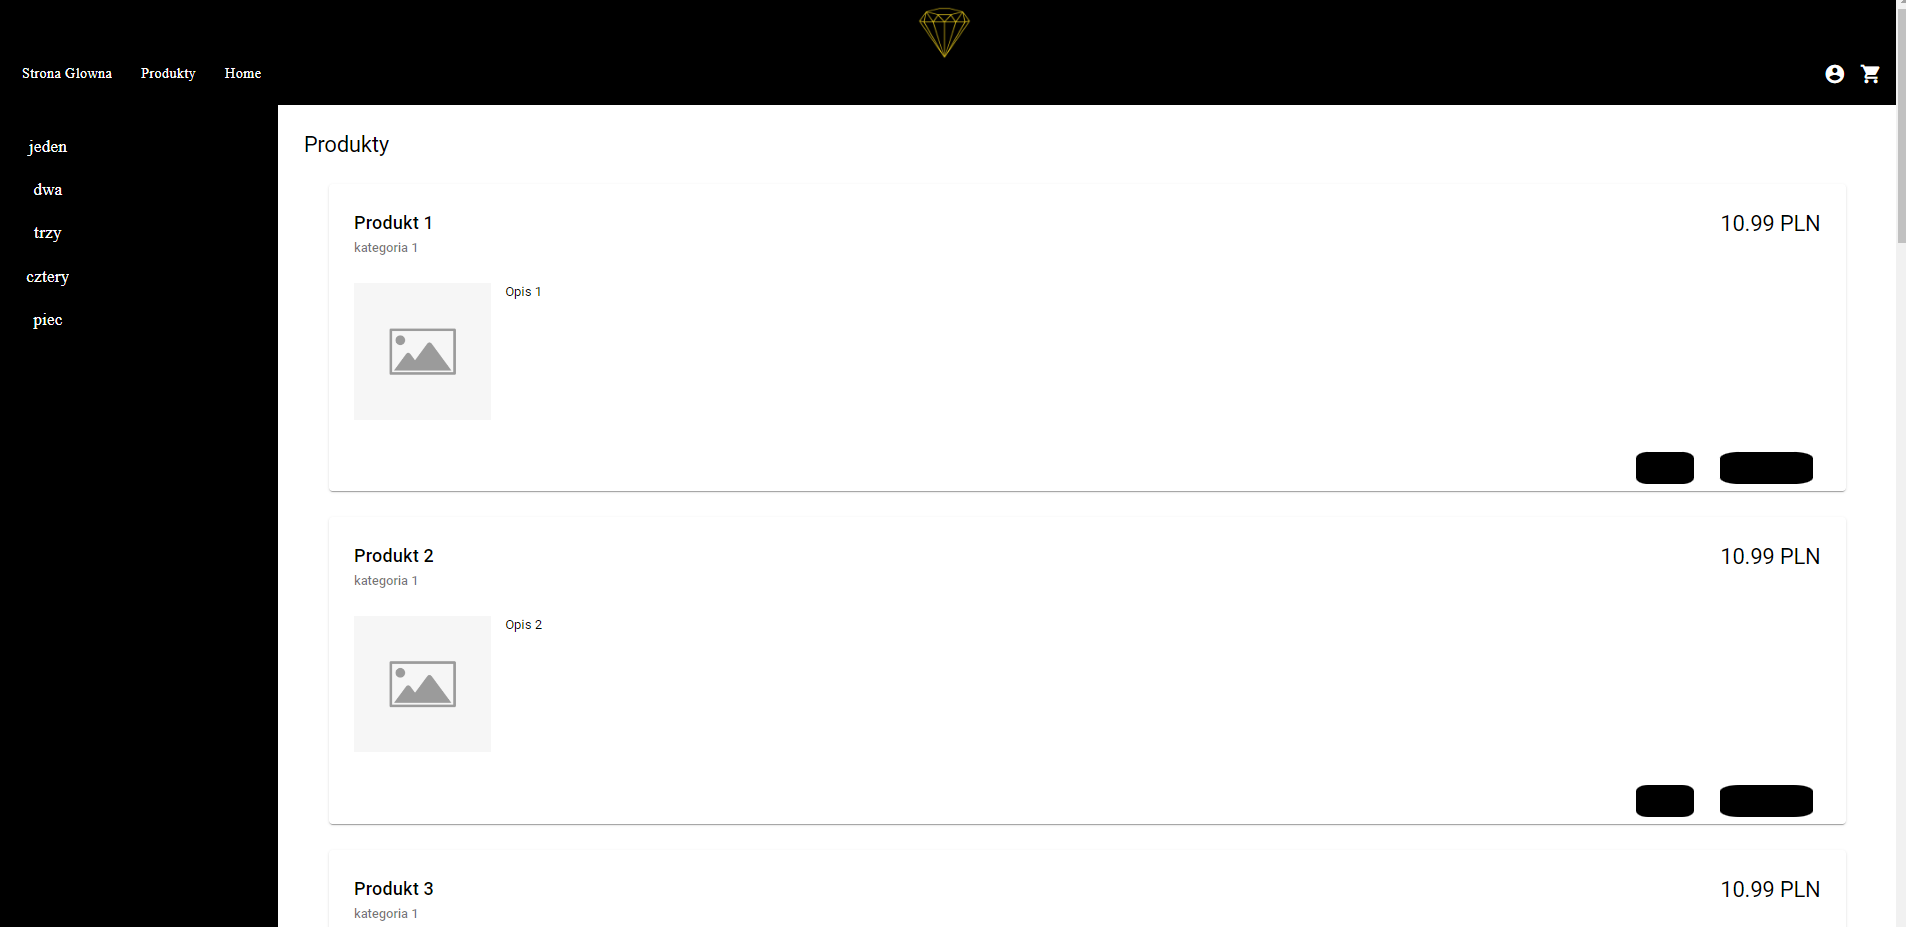 Strona Glowna Produkty Home
jeden
dwa
trzy
cztery
piec
Produkty
Produkt 1 10.99 PLN
kategoria 1
Opis 1
Produkt 2 10.99 PLN
kategoria 1
Opis 2
Produkt 3 10.99 PLN
kategoria 1